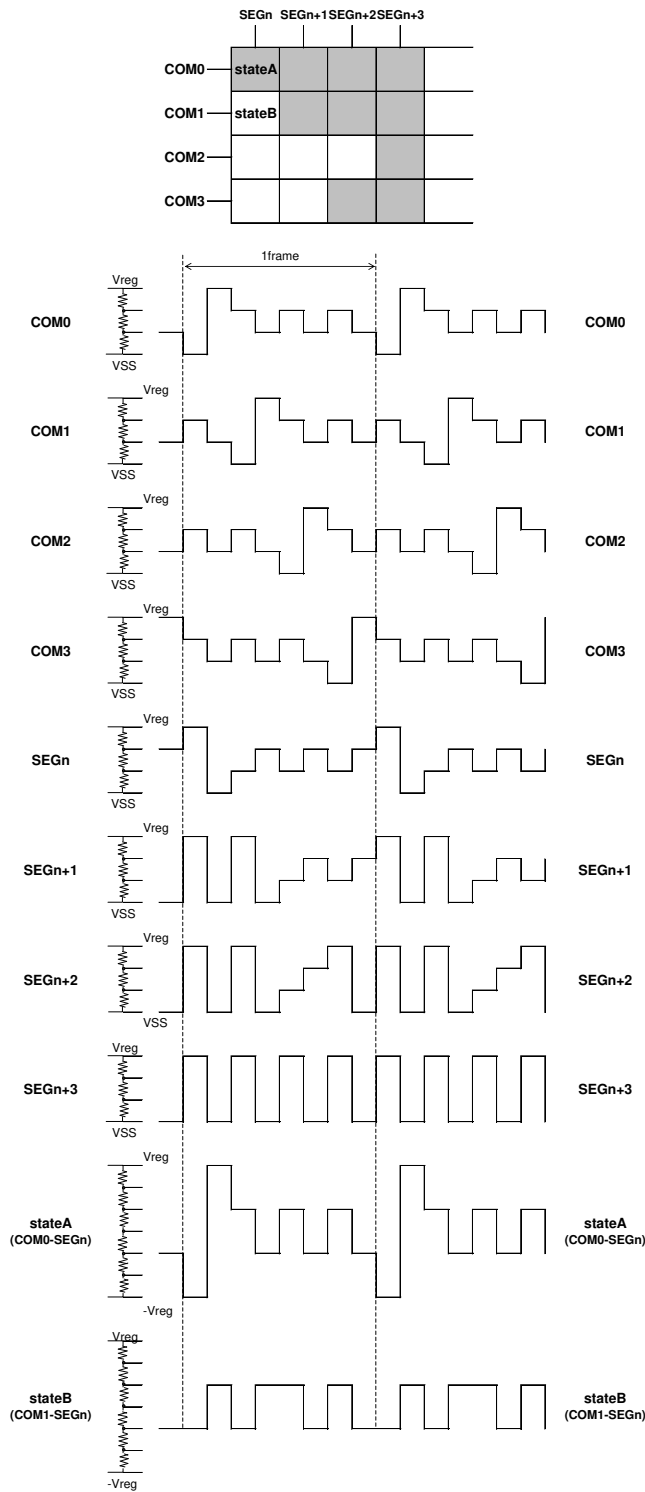 SEGn SEGn+1 SEGn+2 SEGn+3
COM0 stateA
COM1 stateB
COM2
COM3
1frame
Vreg
COM0 COM0
VSS
Vreg
COM1 COM1
VSS
Vreg
COM2 COM2
VSS
Vreg
COM3 COM3
VSS
Vreg
SEGn SEGn
VSS
Vreg
SEGn+1 SEGn+1
VSS
Vreg
SEGn+2 SEGn+2
VSS
Vreg
SEGn+3 SEGn+3
VSS
Vreg
stateA stateA
(COM0-SEGn) (COM0-SEGn)
-Vreg
Vreg
stateB stateB
(COM1-SEGn) (COM1-SEGn)
-Vreg